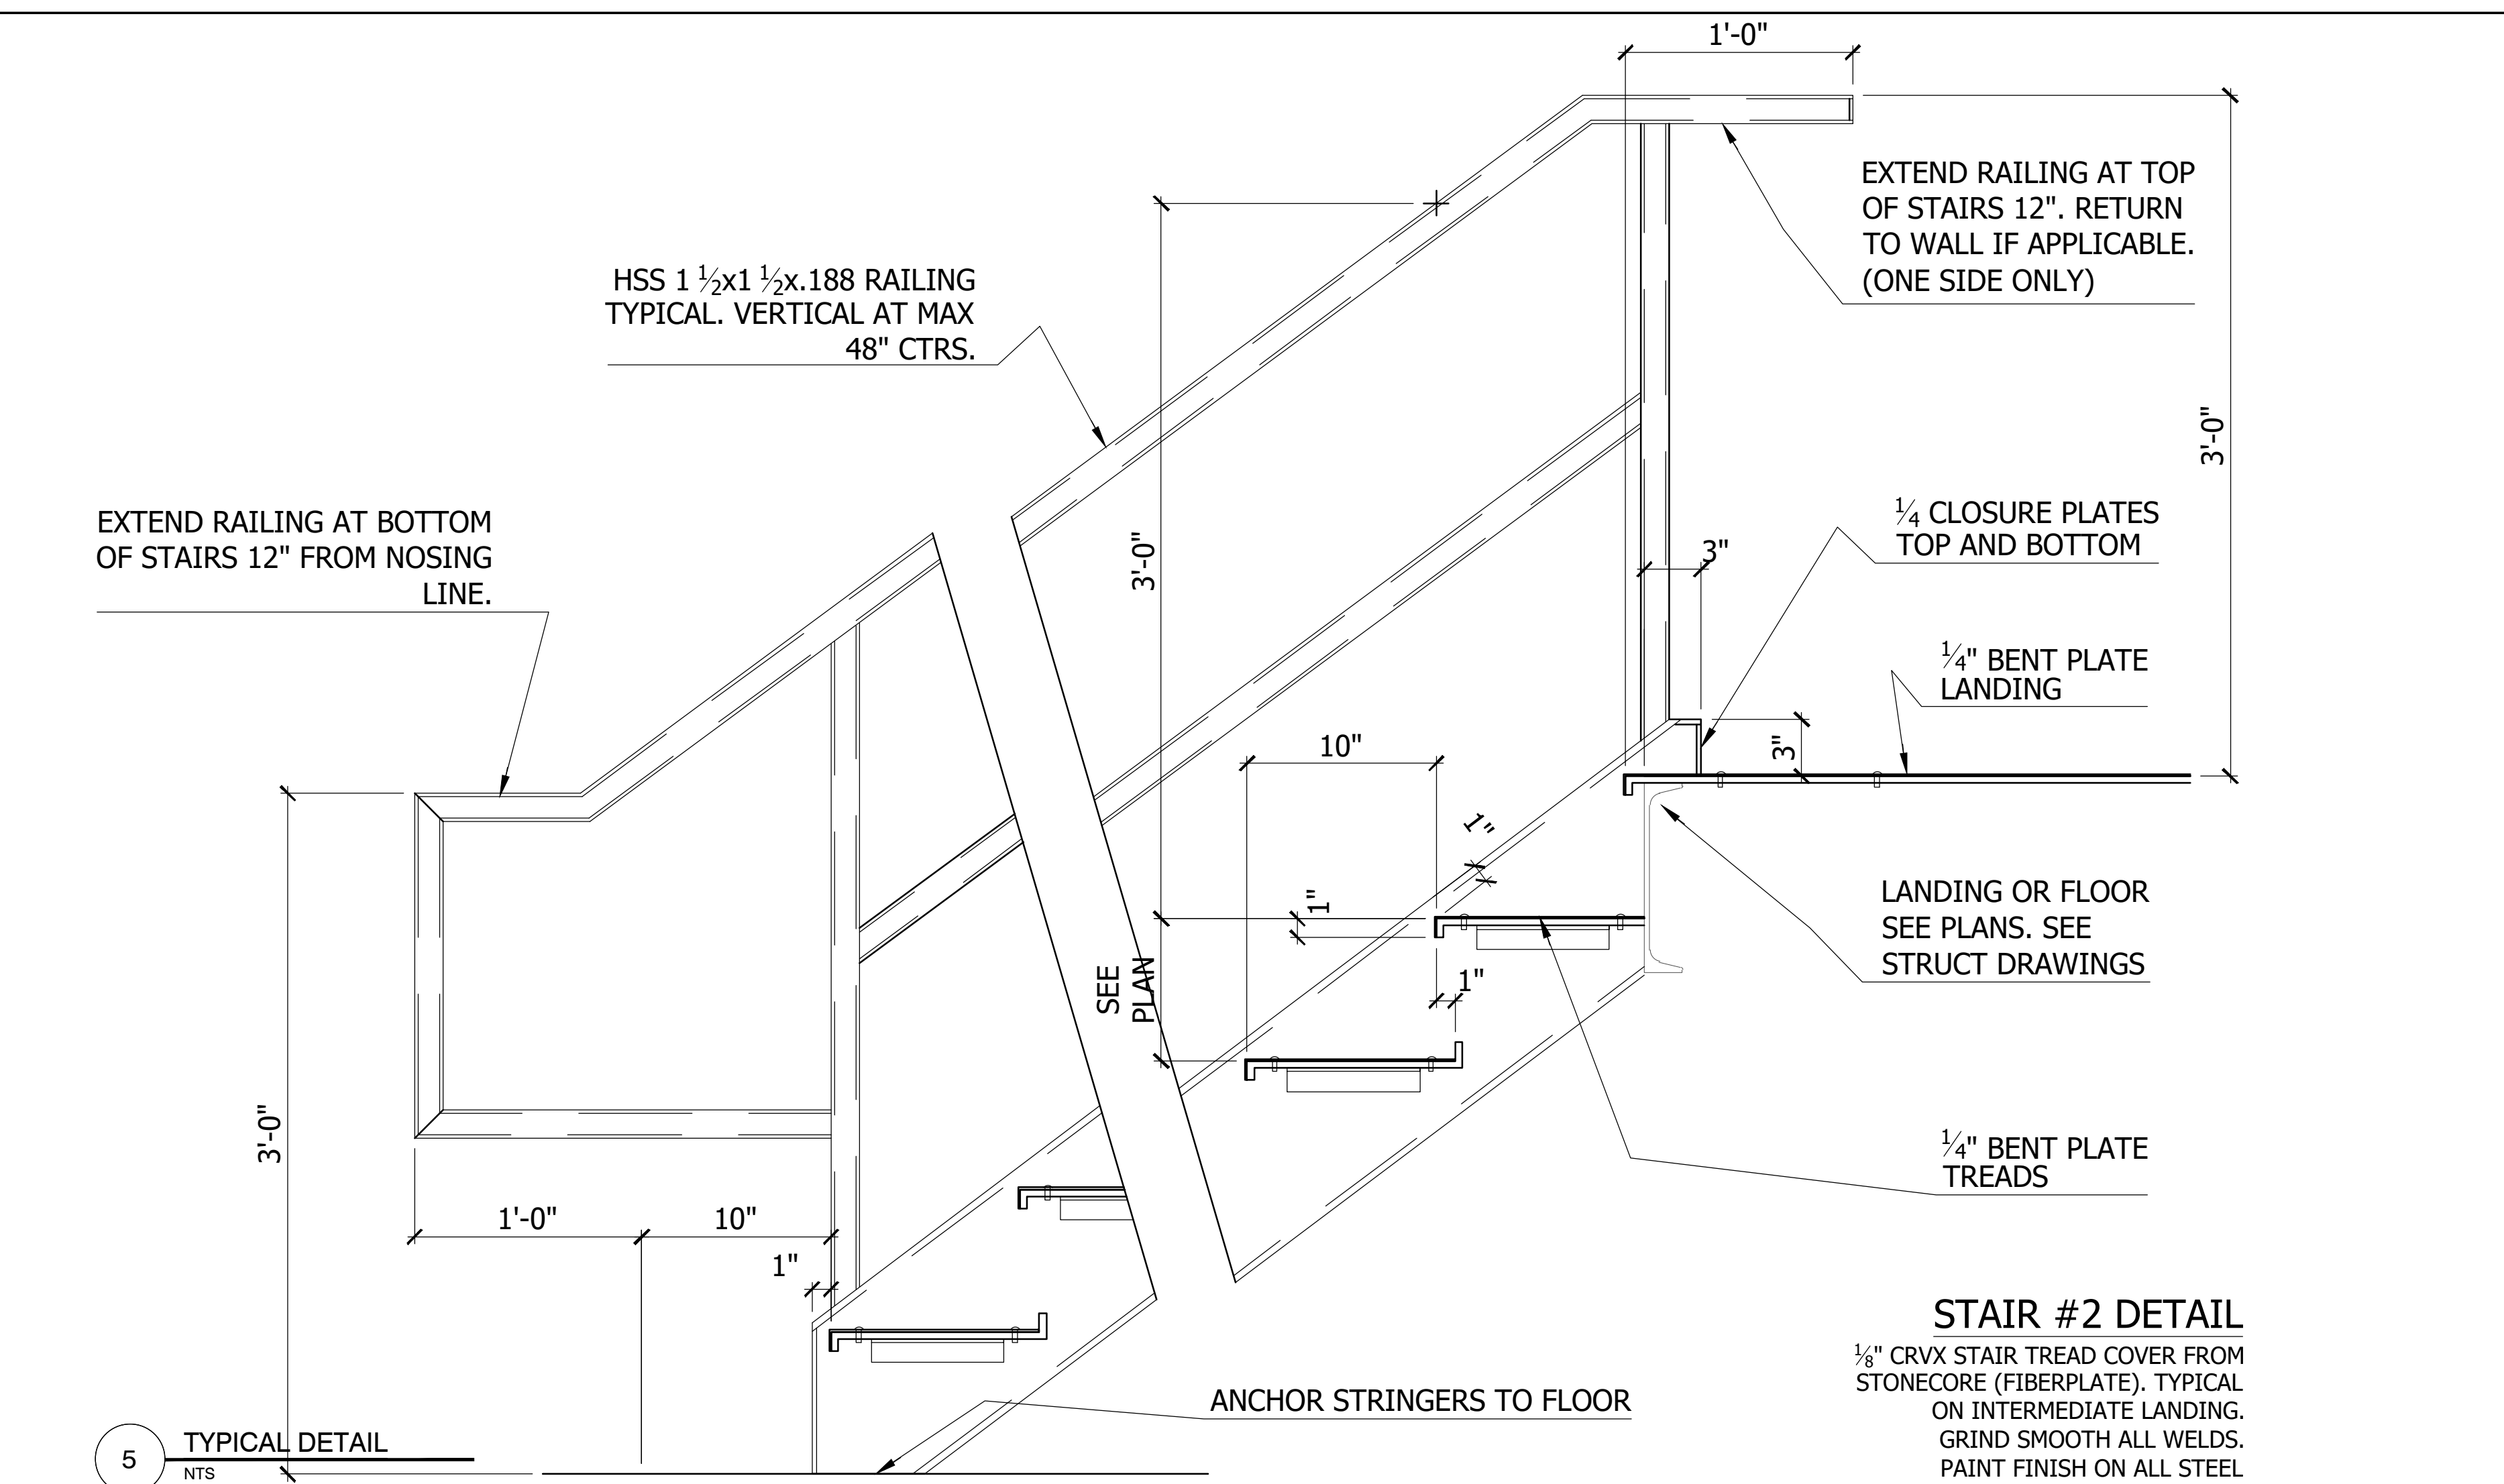 1'-0"
EXTEND RAILING AT TOP
OF STAIRS 12". RETURN
TO WALL IF APPLICABLE.
(ONE SIDE ONLY)
HSS 1 ½x1 ½x.188 RAILING
TYPICAL. VERTICAL AT MAX
48" CTRS.
3'-0"
EXTEND RAILING AT BOTTOM
OF STAIRS 12" FROM NOSING
LINE.
¼ CLOSURE PLATES
TOP AND BOTTOM
3"
3'-0"
¼" BENT PLATE
LANDING
3"
10"
1"
1"
LANDING OR FLOOR
SEE PLANS. SEE
STRUCT DRAWINGS
SEE
PLAN
1"
3'-0"
¼" BENT PLATE
TREADS
1'-0"
10"
1"
STAIR #2 DETAIL
⅛" CRVX STAIR TREAD COVER FROM
STONECORE (FIBERPLATE). TYPICAL
ON INTERMEDIATE LANDING.
GRIND SMOOTH ALL WELDS.
PAINT FINISH ON ALL STEEL
ANCHOR STRINGERS TO FLOOR
5
TYPICAL DETAIL
NTS